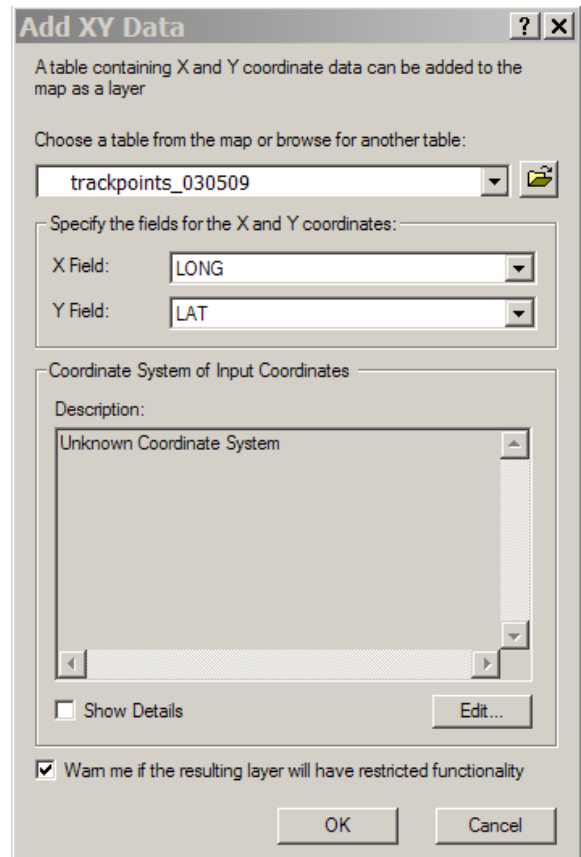 Add XY Data
?
A table containing X and Y coordinate data can be added to the
map as a layer
Choose a table from the map or browse for another table:
trackpoints_030509
Specify the fields for the X and Y coordinates:
X Field:
LONG
Y Field:
LAT
Coordinate System of Input Coordinates
Description:
Unknown Coordinate System
Show Details
Edit...
Warn me if the resulting layer will have restricted functionality
OK
Cancel